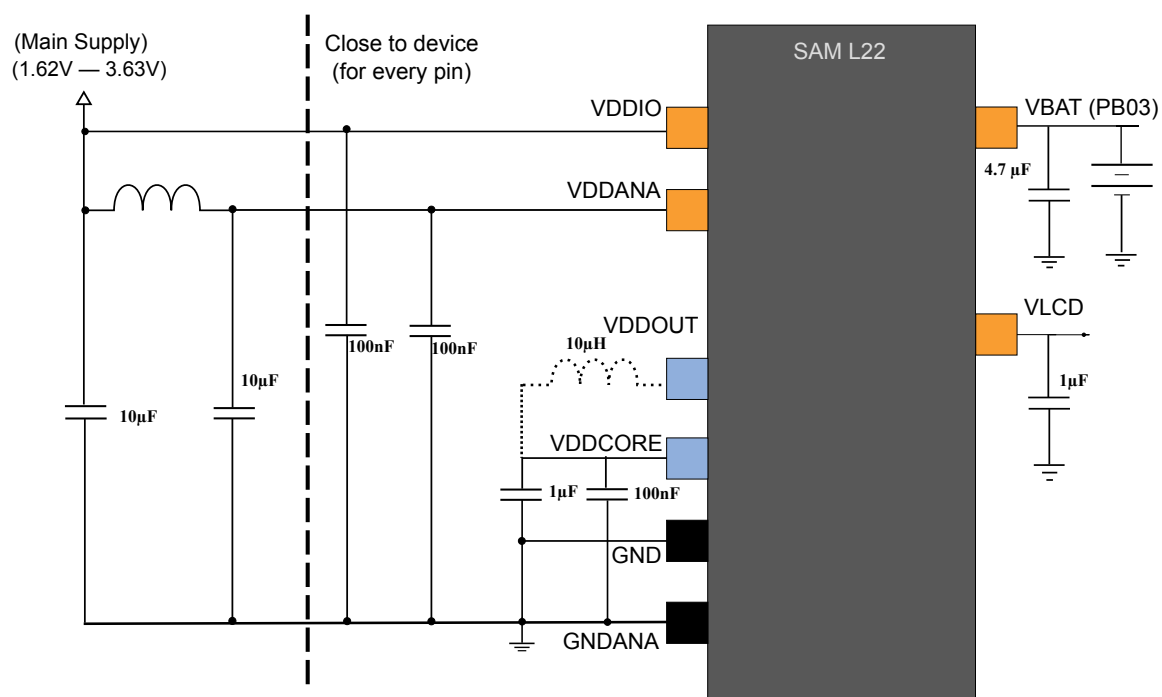 (Main Supply)
(1.62V — 3.63V)
Close to device
(for every pin)
SAM L22
VDDIO
VBAT (PB03)
4.7 µF
VDDANA
VDDOUT
VLCD
10µH
100nF
100nF
10µF
10µF
1µF
VDDCORE
1µF
100nF
GND
GNDANA